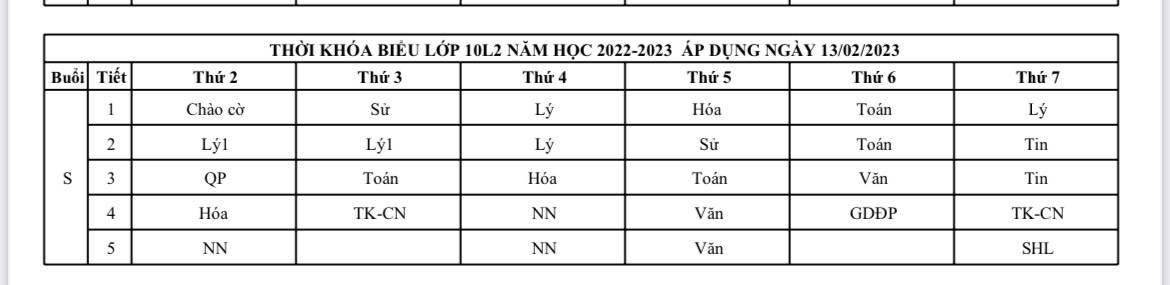 THỜI KHÓA BIỂU LỚP 10L2 NĂM HỌC 2022-2023 ÁP DỤNG NGÀY 13/02/2023
Buổi Tiết Thứ 2 Thứ 3 Thứ 4 Thứ 5 Thứ 6 Thứ 7
1 Chào cờ Sử Lý Hóa Toán Lý
2 Lý1 Lý1 Lý Sử Toán Tin
S 3 QP Toán Hóa Toán Văn Tin
4 Hóa TK-CN NN Văn GDĐP TK-CN
5 NN NN Văn SHL